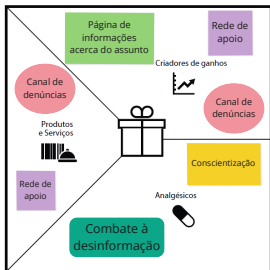 Página de
informações
acerca do assunto
Rede de
apoio
Criadores de ganhos
Canal de
denúncias
Canal de
denúncias
Produtos
e Serviços
Conscientização
Rede de
apoio
Analgésicos
Combate à
desinformação